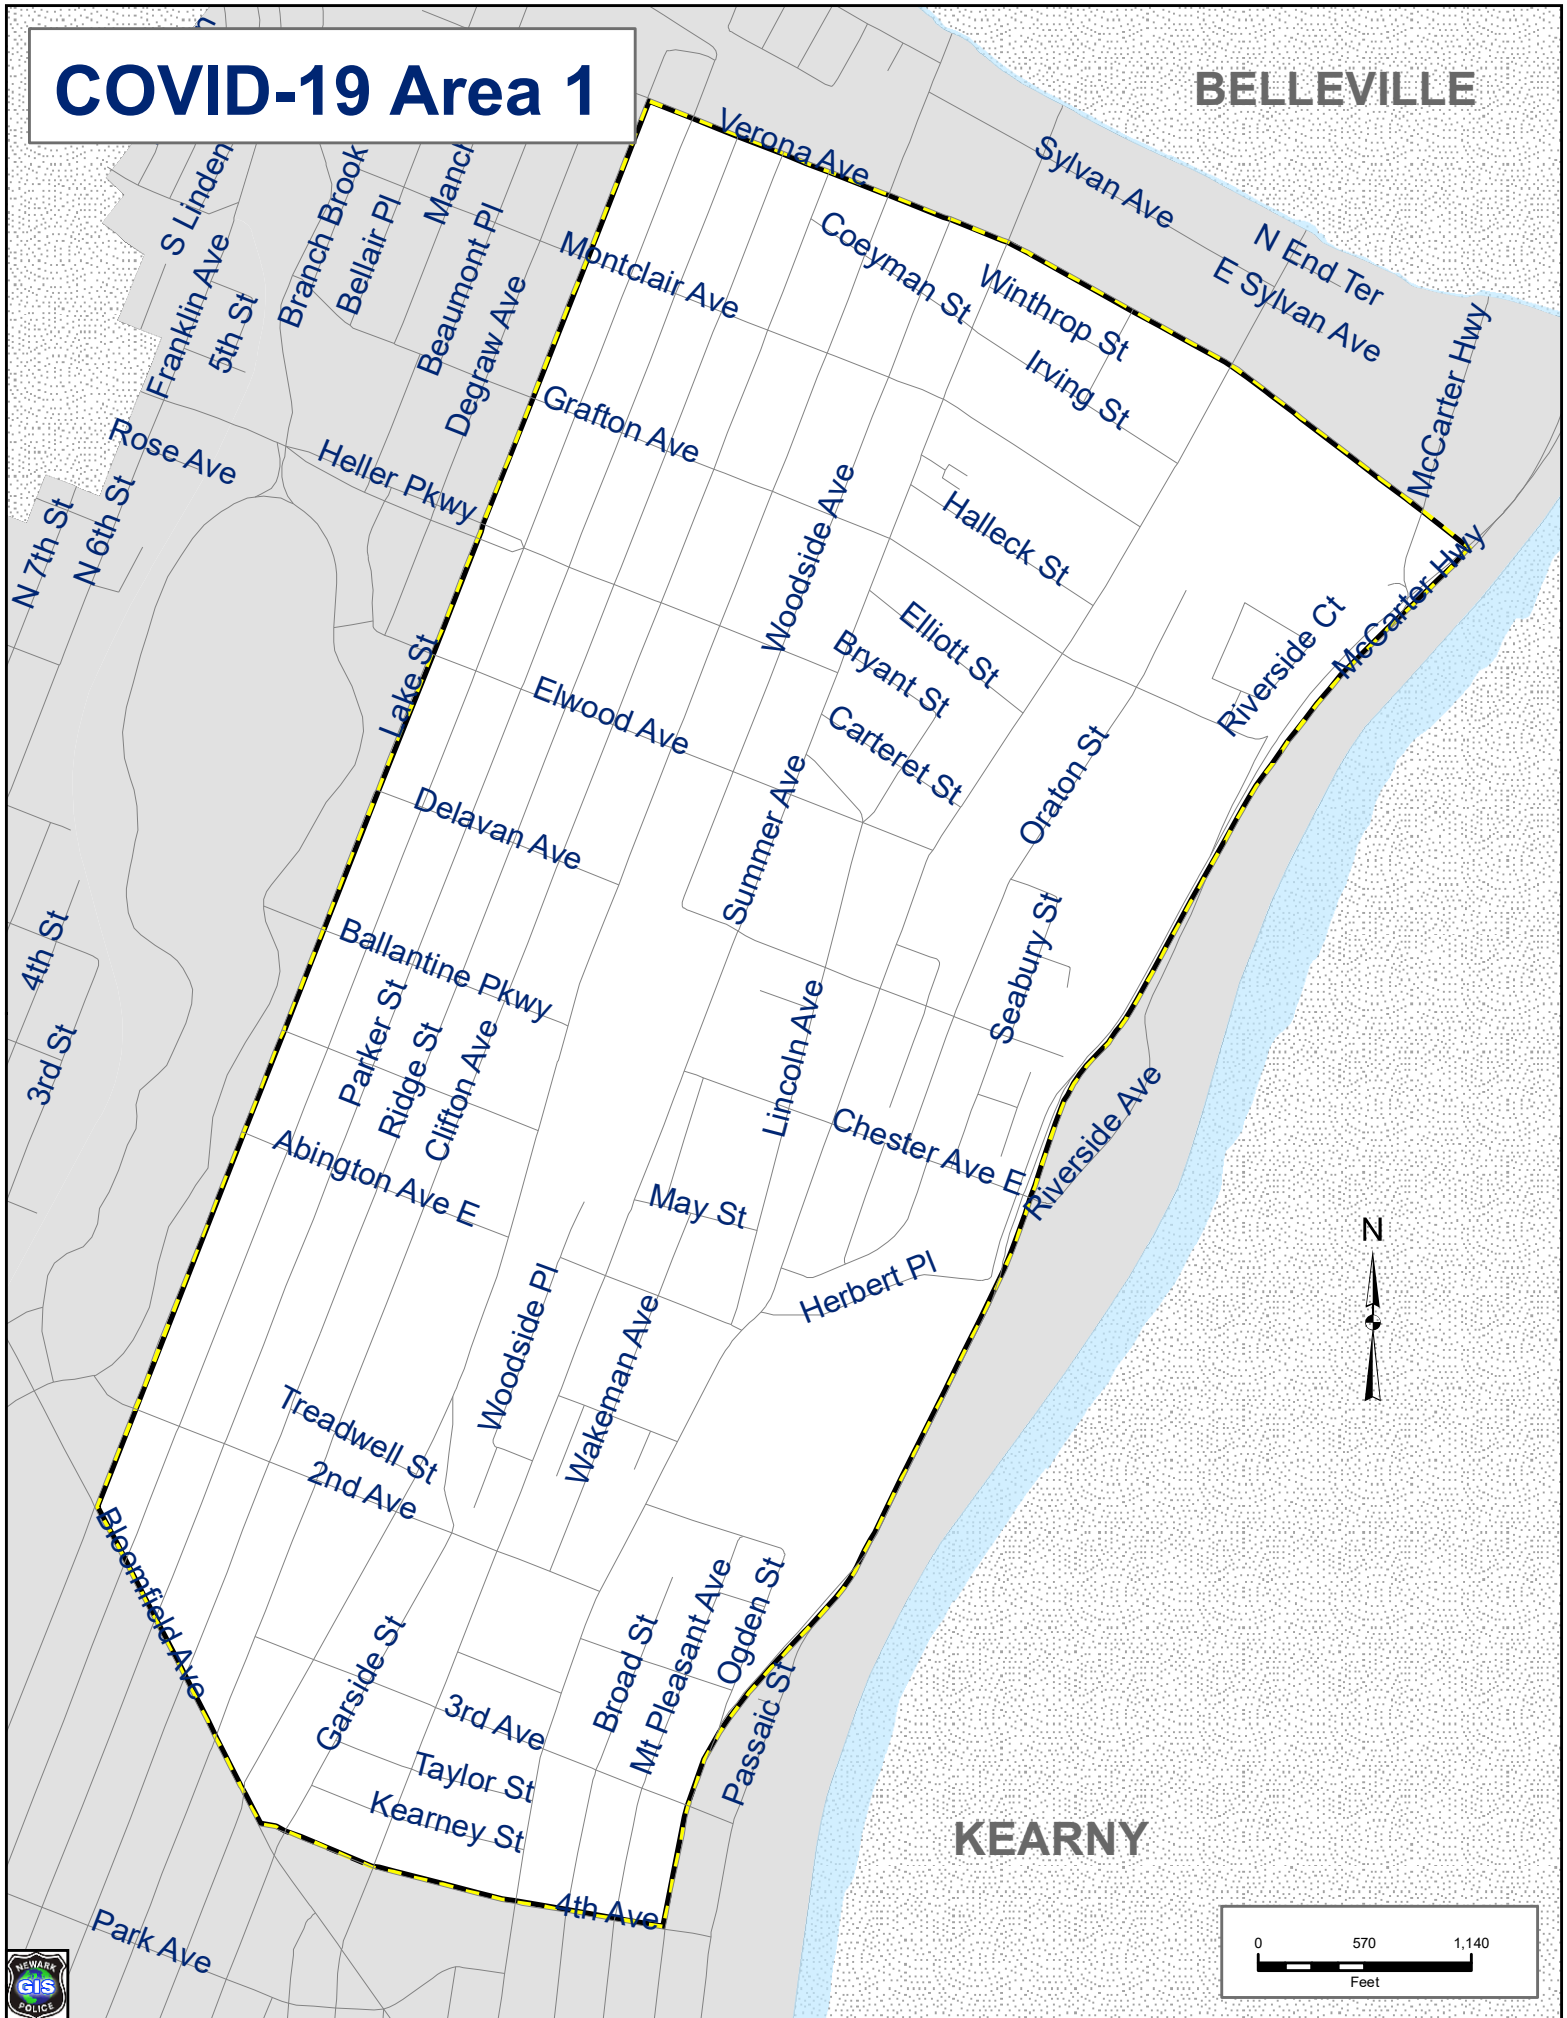 COVID-19 Area 1
BELLEVILLE
Verona Ave
Sylvan Ave
N End Ter
E Sylvan Ave
McCarter Hwy
S Linden
Branch Brook
Bellair Pl
Manch
Beaumont Pl
Degraw Ave
Franklin Ave
5th St
Montclair Ave
Coeyman St
Winthrop St
Irving St
Grafton Ave
Rose Ave
Heller Pkwy
N 7th St
N 6th St
Woodside Ave
Halleck St
McCarter Hwy
Riverside Ct
Elliott St
Bryant St
Carteret St
Lake St
Elwood Ave
Oraton St
Delavan Ave
Summer Ave
4th St
Ballantine Pkwy
Seabury St
3rd St
Parker St
Ridge St
Clifton Ave
Lincoln Ave
Chester Ave E
Riverside Ave
Abington Ave E
May St
N
Herbert Pl
Woodside Pl
Wakeman Ave
Treadwell St
2nd Ave
Bloomfield Ave
Garside St
Broad St
Mt Pleasant Ave
Ogden St
Passaic St
3rd Ave
Taylor St
Kearney St
KEARNY
4th Ave
Park Ave
0 570 1,140
Feet
NEWARK
GIS
POLICE